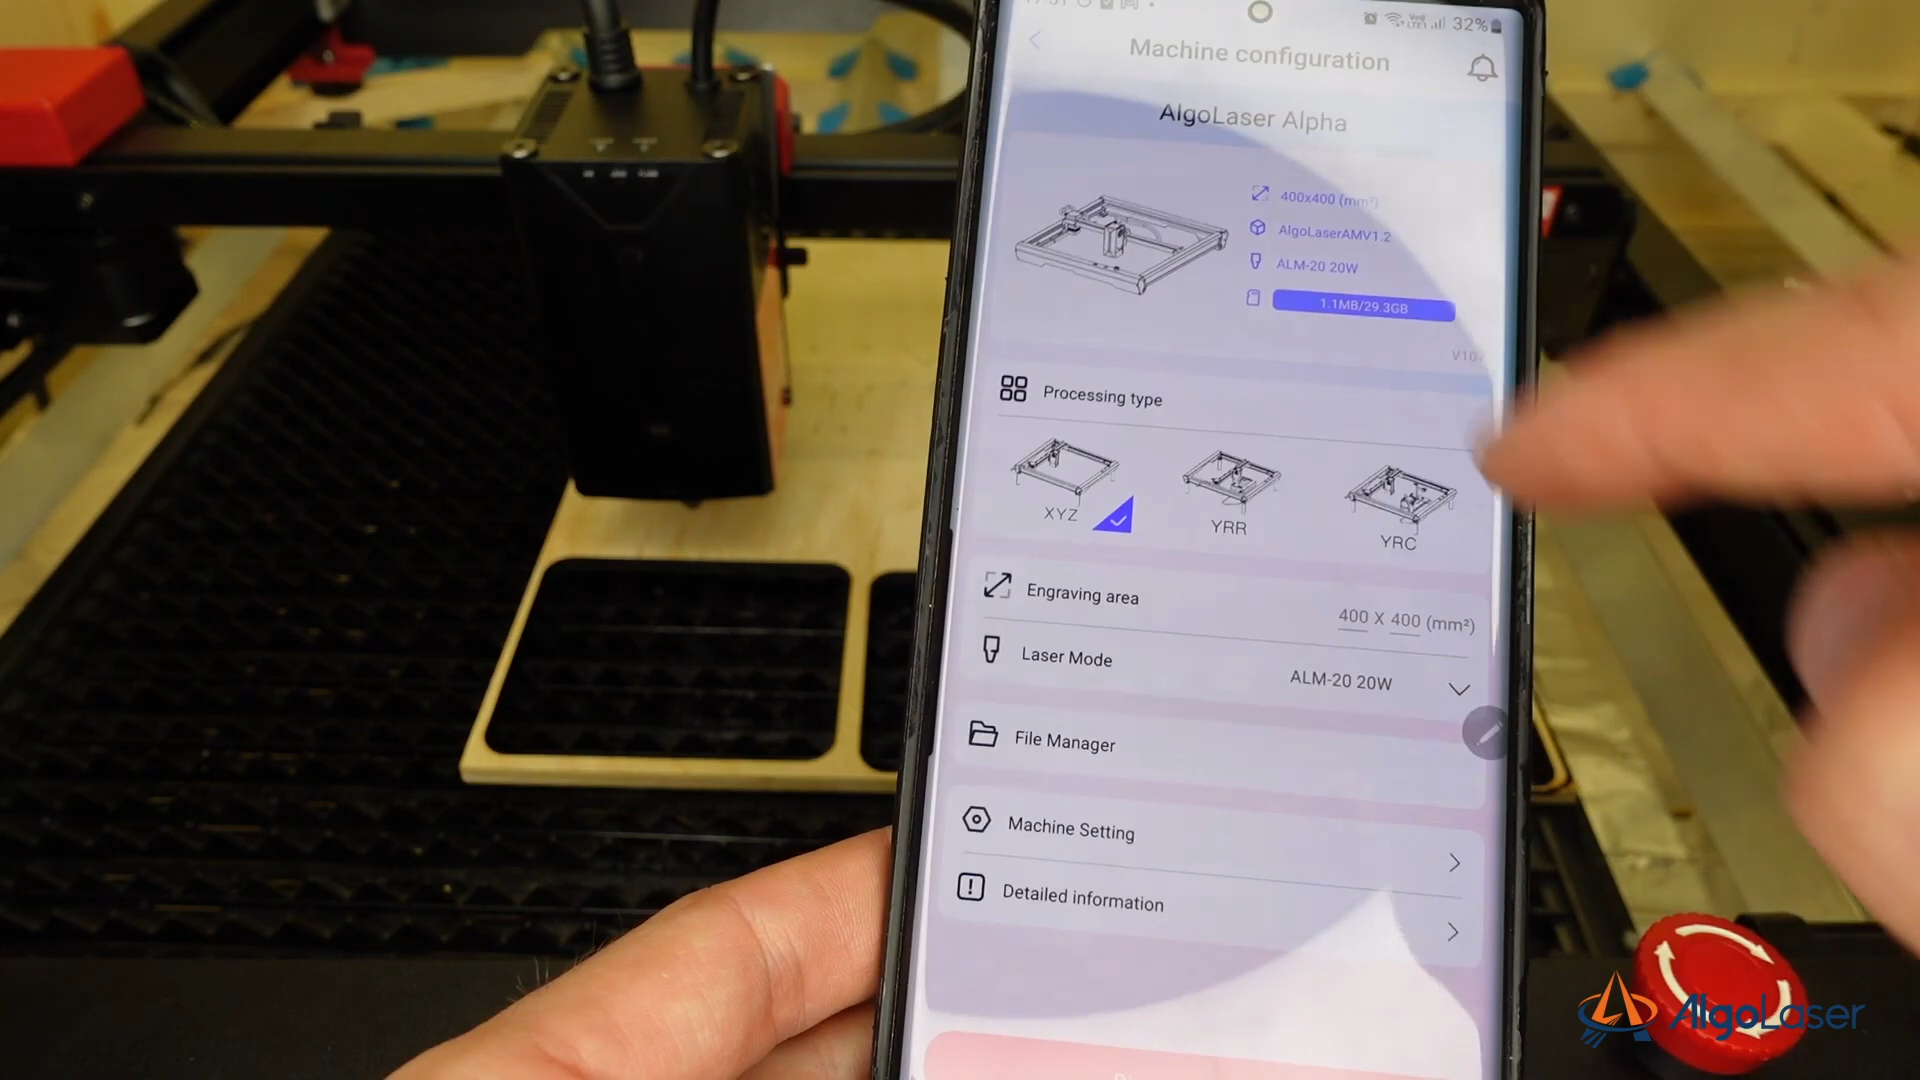 32%
Machine configuration
AlgoLaser Alpha
400x400 (mm²)
AlgoLaserAMV1.2
ALM-20 20W
1.1MB/29.3GB
Processing type
XYZ
YRR
YRC
Engraving area
400 X 400 (mm²)
Laser Mode
ALM-20 20W
File Manager
Machine Setting
Detailed information
AlgoLaser